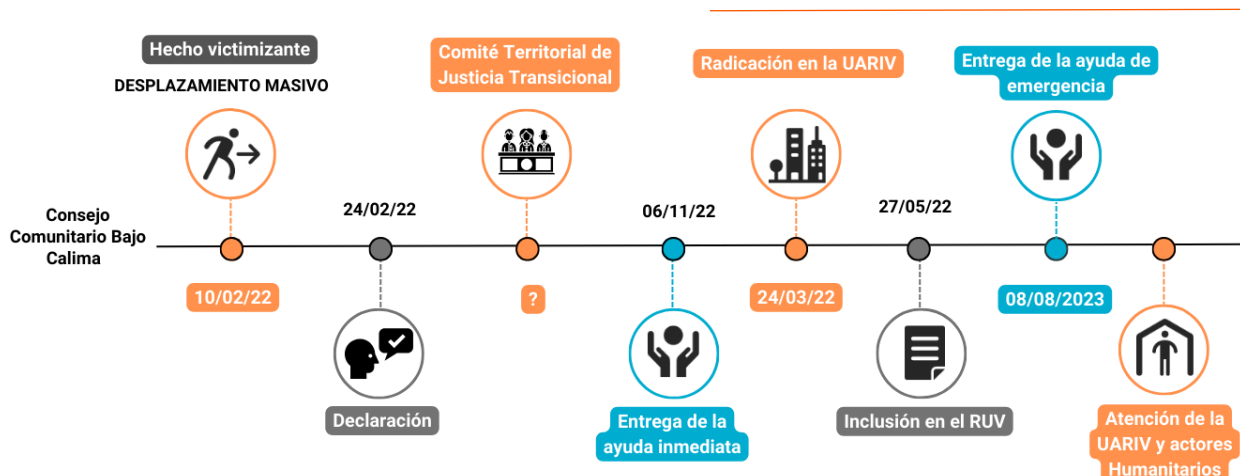 Hecho victimizante
DESPLAZAMIENTO MASIVO
Comité Territorial de
Justicia Transicional
Radicación en la UARIV
Entrega de la ayuda de
emergencia
Consejo
Comunitario Bajo
Calima
24/02/22
06/11/22
27/05/22
10/02/22
?
24/03/22
08/08/2023
Declaración
Entrega de la
ayuda inmediata
Inclusión en el RUV
Atención de la
UARIV y actores
Humanitarios